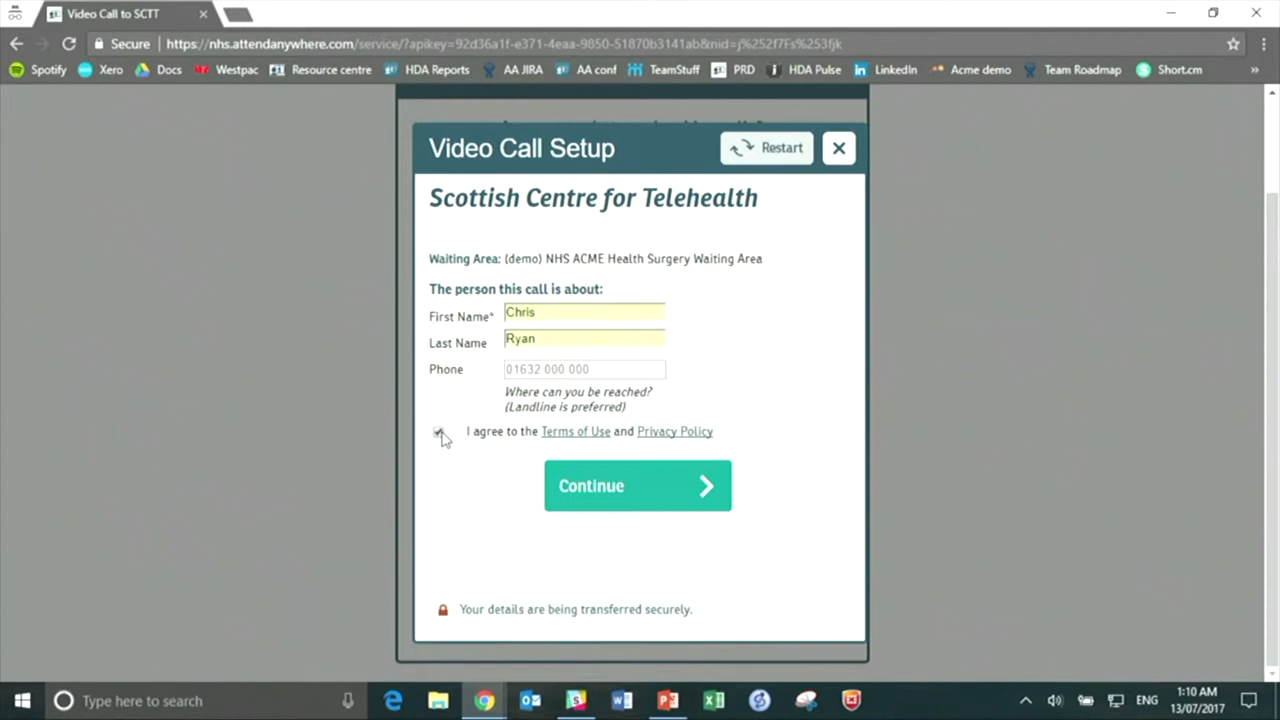 Video Call to SCTT
Secure https://nhs.attendanywhere.com/service/?apikey=92d36a1f-e371-4eaa-9850-51870b3141ab&nid=j%252f7Fs%253fjk
Spotify Xero Docs Westpac Resource centre HDA Reports AA JIRA AA conf TeamStuff PRD HDA Pulse LinkedIn Acme demo Team Roadmap Short.cm »
Video Call Setup Restart
Scottish Centre for Telehealth
Waiting Area: (demo) NHS ACME Health Surgery Waiting Area
The person this call is about:
First Name* Chris
Last Name Ryan
Phone 01632 000 000
Where can you be reached?
(Landline is preferred)
I agree to the Terms of Use and Privacy Policy
Continue
Your details are being transferred securely.
Type here to search
ENG
1:10 AM
13/07/2017